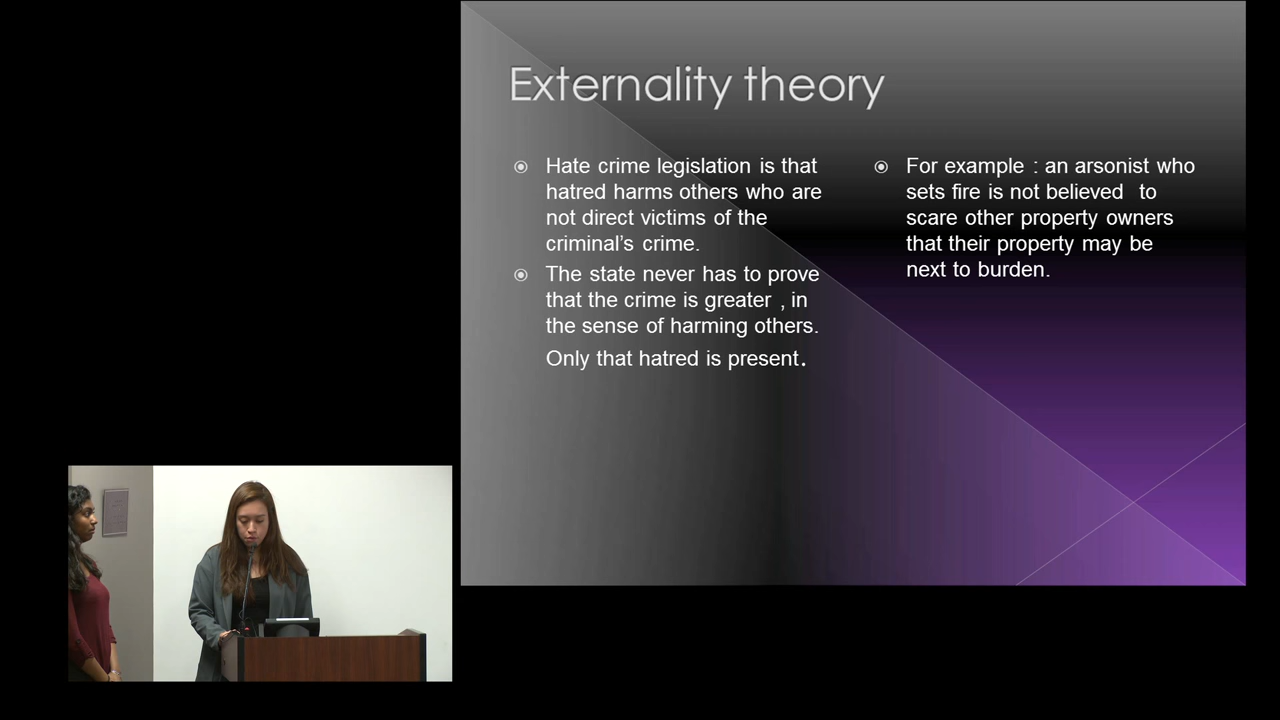 Externality theory
Hate crime legislation is that
hatred harms others who are
not direct victims of the
criminal’s crime.
The state never has to prove
that the crime is greater , in
the sense of harming others.
Only that hatred is present.
For example : an arsonist who
sets fire is not believed  to
scare other property owners
that their property may be
next to burden.